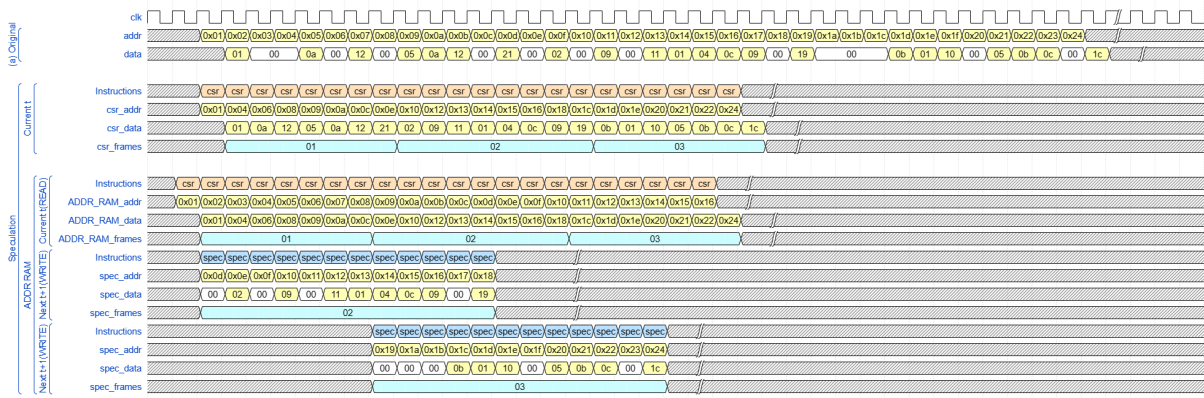 clk
(a) Original
addr 0x01 0x02 0x03 0x04 0x05 0x06 0x07 0x08 0x09 0x0a 0x0b 0x0c 0x0d 0x0e 0x0f 0x10 0x11 0x12 0x13 0x14 0x15 0x16 0x17 0x18 0x19 0x1a 0x1b 0x1c 0x1d 0x1e 0x1f 0x20 0x21 0x22 0x23 0x24
data 01 00 0a 00 12 00 05 0a 12 00 21 00 02 00 09 00 11 01 04 0c 09 00 19 00 0b 01 10 00 05 0b 0c 00 1c
Speculation
Current t
Instructions csr csr csr csr csr csr csr csr csr csr csr csr csr csr csr csr csr csr csr csr csr csr
csr_addr 0x01 0x04 0x06 0x08 0x09 0x0a 0x0c 0x0e 0x10 0x12 0x13 0x14 0x15 0x16 0x18 0x1c 0x1d 0x1e 0x20 0x21 0x22 0x24
csr_data 01 0a 12 05 0a 12 21 02 09 11 01 04 0c 09 19 0b 01 10 05 0b 0c 1c
csr_frames 01 02 03
ADDR RAM
Current t(READ)
Instructions csr csr csr csr csr csr csr csr csr csr csr csr csr csr csr csr csr csr csr csr csr csr
ADDR_RAM_addr 0x01 0x02 0x03 0x04 0x05 0x06 0x07 0x08 0x09 0x0a 0x0b 0x0c 0x0d 0x0e 0x0f 0x10 0x11 0x12 0x13 0x14 0x15 0x16
ADDR_RAM_data 0x01 0x04 0x06 0x08 0x09 0x0a 0x0c 0x0e 0x10 0x12 0x13 0x14 0x15 0x16 0x18 0x1c 0x1d 0x1e 0x20 0x21 0x22 0x24
ADDR_RAM_frames 01 02 03
Next t+1(WRITE)
Instructions spec spec spec spec spec spec spec spec spec spec spec spec
spec_addr 0x0d 0x0e 0x0f 0x10 0x11 0x12 0x13 0x14 0x15 0x16 0x17 0x18
spec_data 00 02 00 09 00 11 01 04 0c 09 00 19
spec_frames 02
Next t+1(WRITE)
Instructions spec spec spec spec spec spec spec spec spec spec spec spec
spec_addr 0x19 0x1a 0x1b 0x1c 0x1d 0x1e 0x1f 0x20 0x21 0x22 0x23 0x24
spec_data 00 00 00 0b 01 10 00 05 0b 0c 00 1c
spec_frames 03